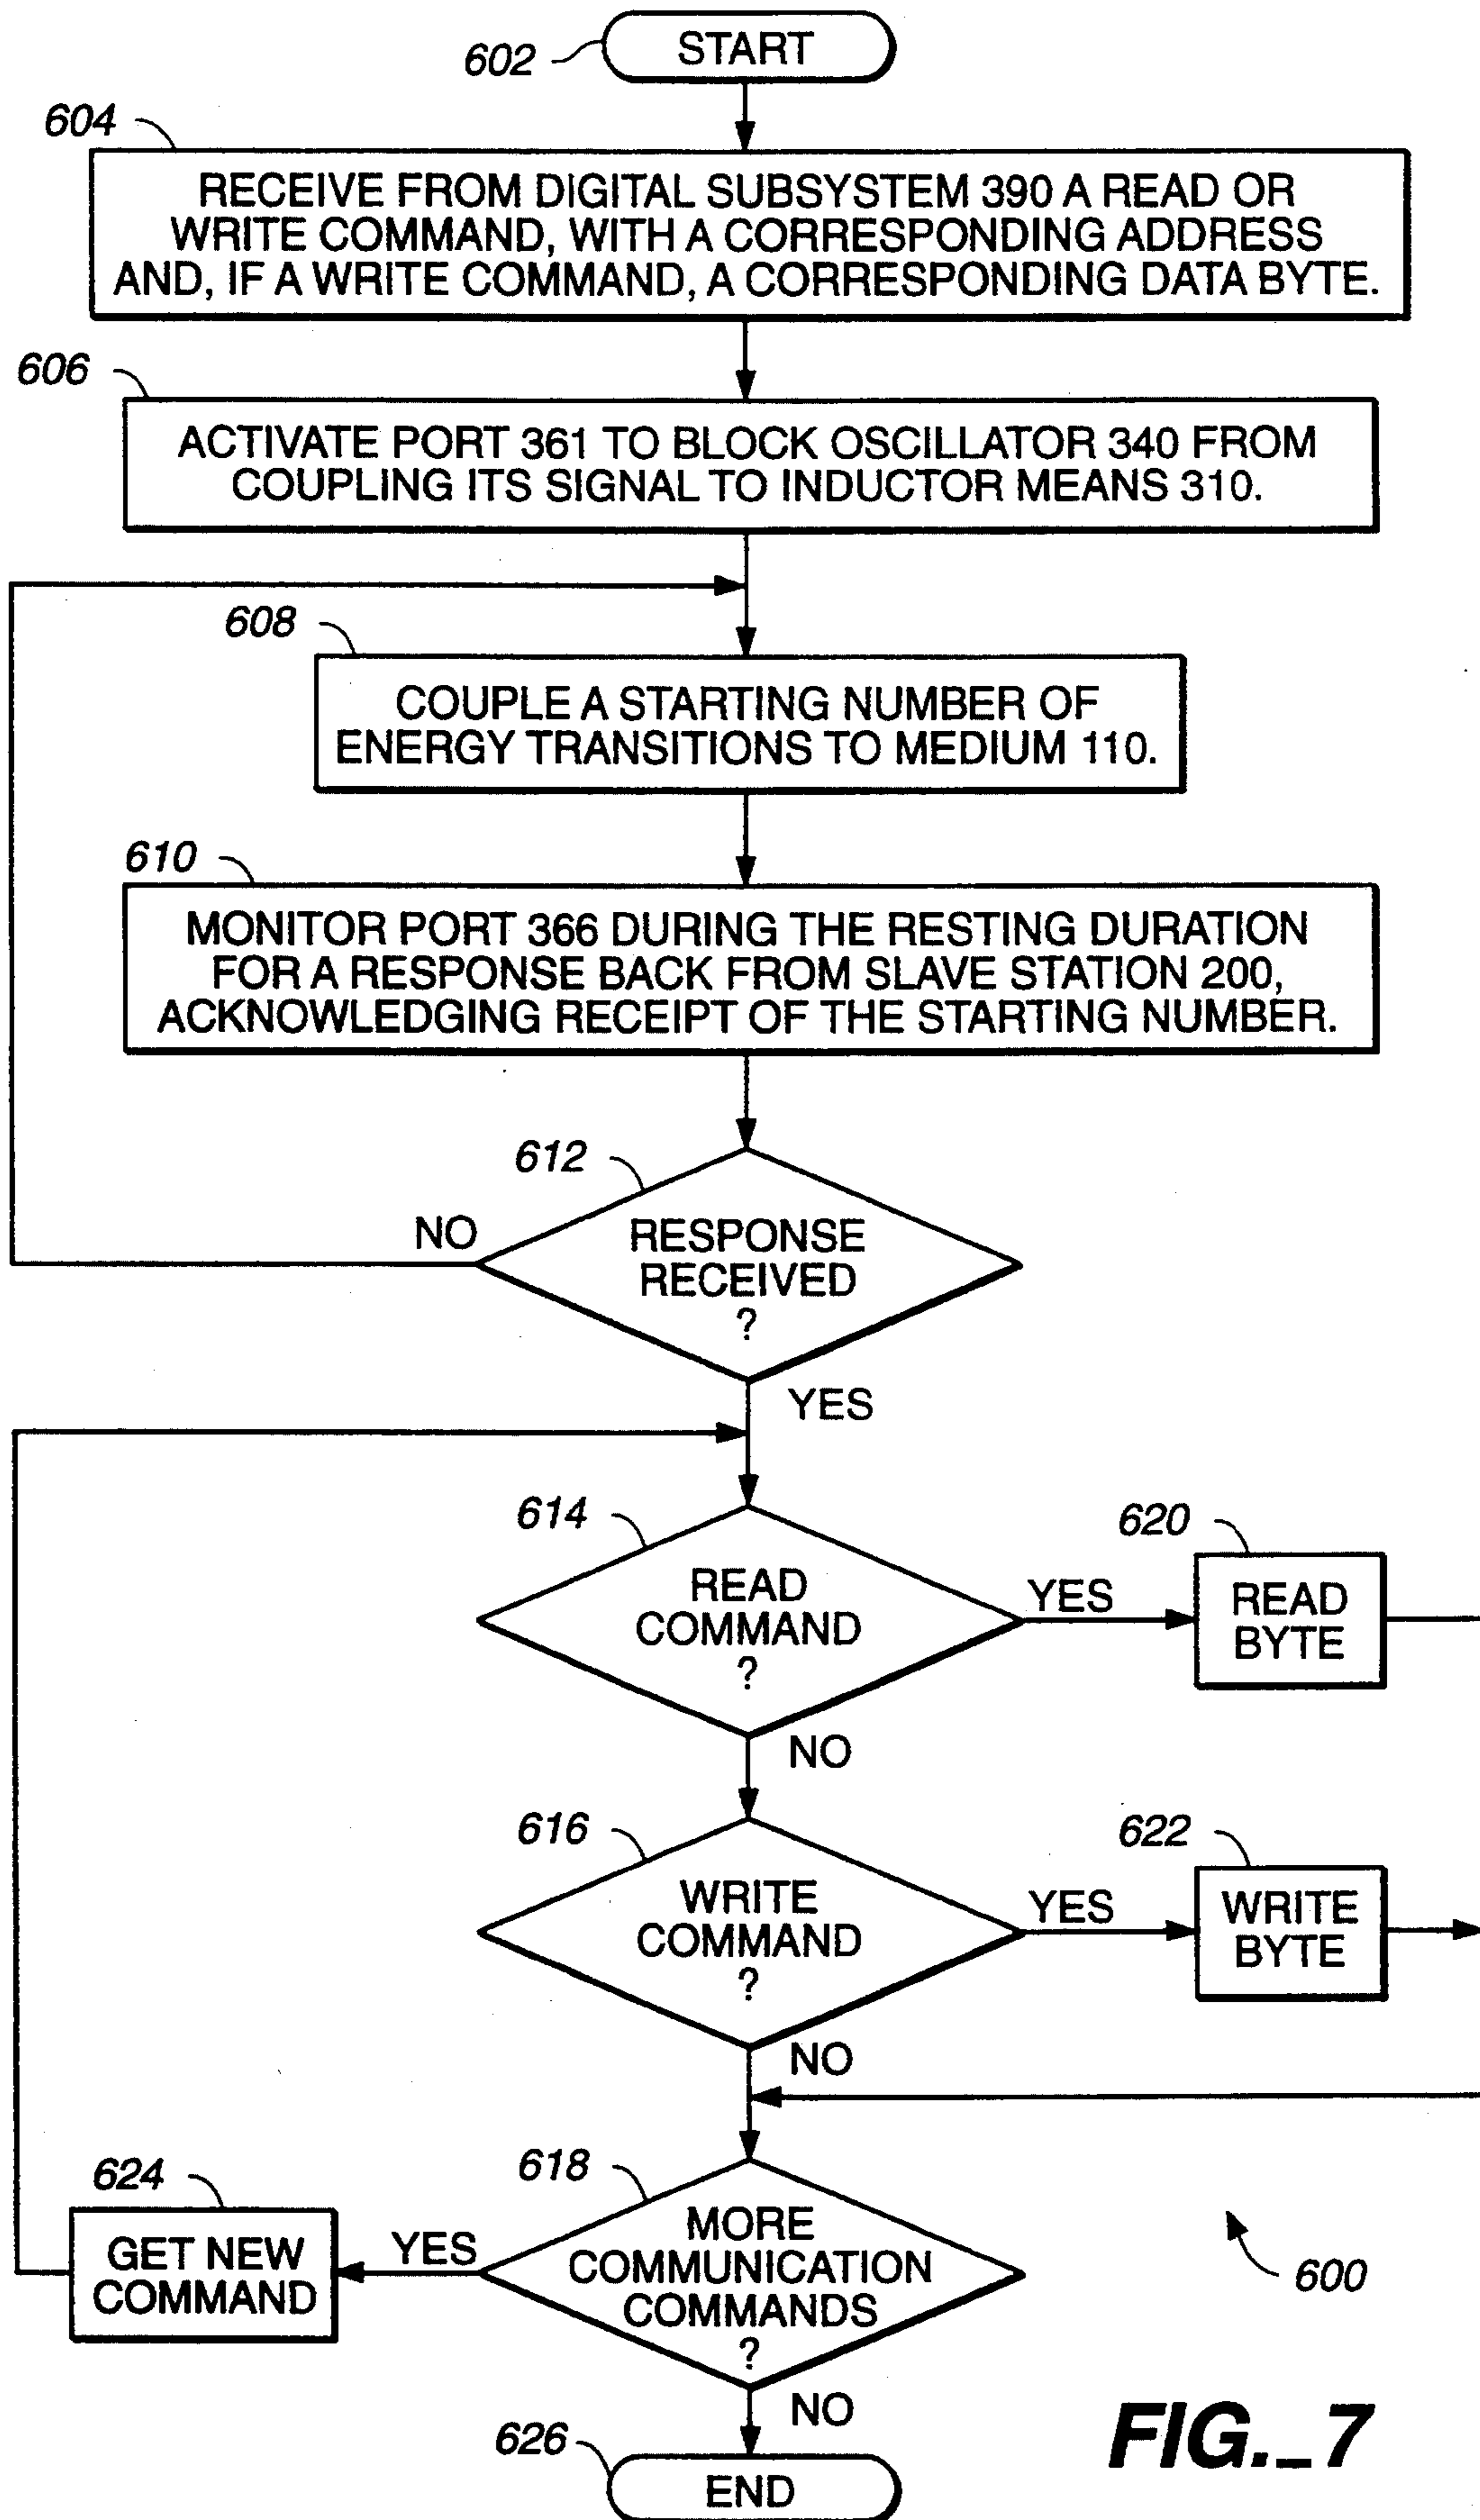 602
START
604
RECEIVE FROM DIGITAL SUBSYSTEM 390 A READ OR
WRITE COMMAND, WITH A CORRESPONDING ADDRESS
AND, IF A WRITE COMMAND, A CORRESPONDING DATA BYTE.
606
ACTIVATE PORT 361 TO BLOCK OSCILLATOR 340 FROM
COUPLING ITS SIGNAL TO INDUCTOR MEANS 310.
608
COUPLE A STARTING NUMBER OF
ENERGY TRANSITIONS TO MEDIUM 110.
610
MONITOR PORT 366 DURING THE RESTING DURATION
FOR A RESPONSE BACK FROM SLAVE STATION 200,
ACKNOWLEDGING RECEIPT OF THE STARTING NUMBER.
612
NO
RESPONSE
RECEIVED
?
YES
614
READ
COMMAND
?
YES
620
READ
BYTE
NO
616
WRITE
COMMAND
?
YES
622
WRITE
BYTE
NO
618
MORE
COMMUNICATION
COMMANDS
?
YES
624
GET NEW
COMMAND
600
NO
626
END
FIG._7